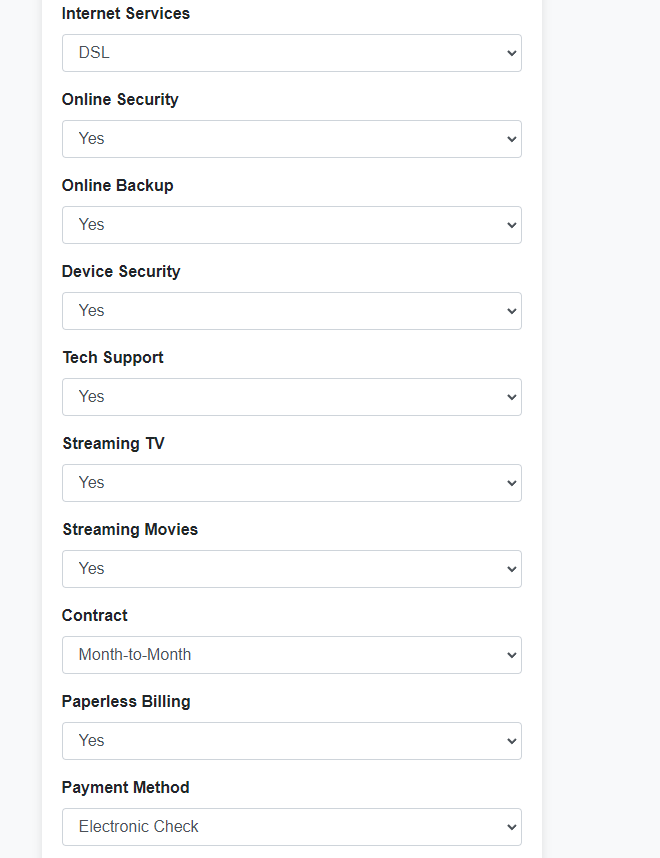 Internet Services
DSL
Online Security
Yes
Online Backup
Yes
Device Security
Yes
Tech Support
Yes
Streaming TV
Yes
Streaming Movies
Yes
Contract
Month-to-Month
Paperless Billing
Yes
Payment Method
Electronic Check